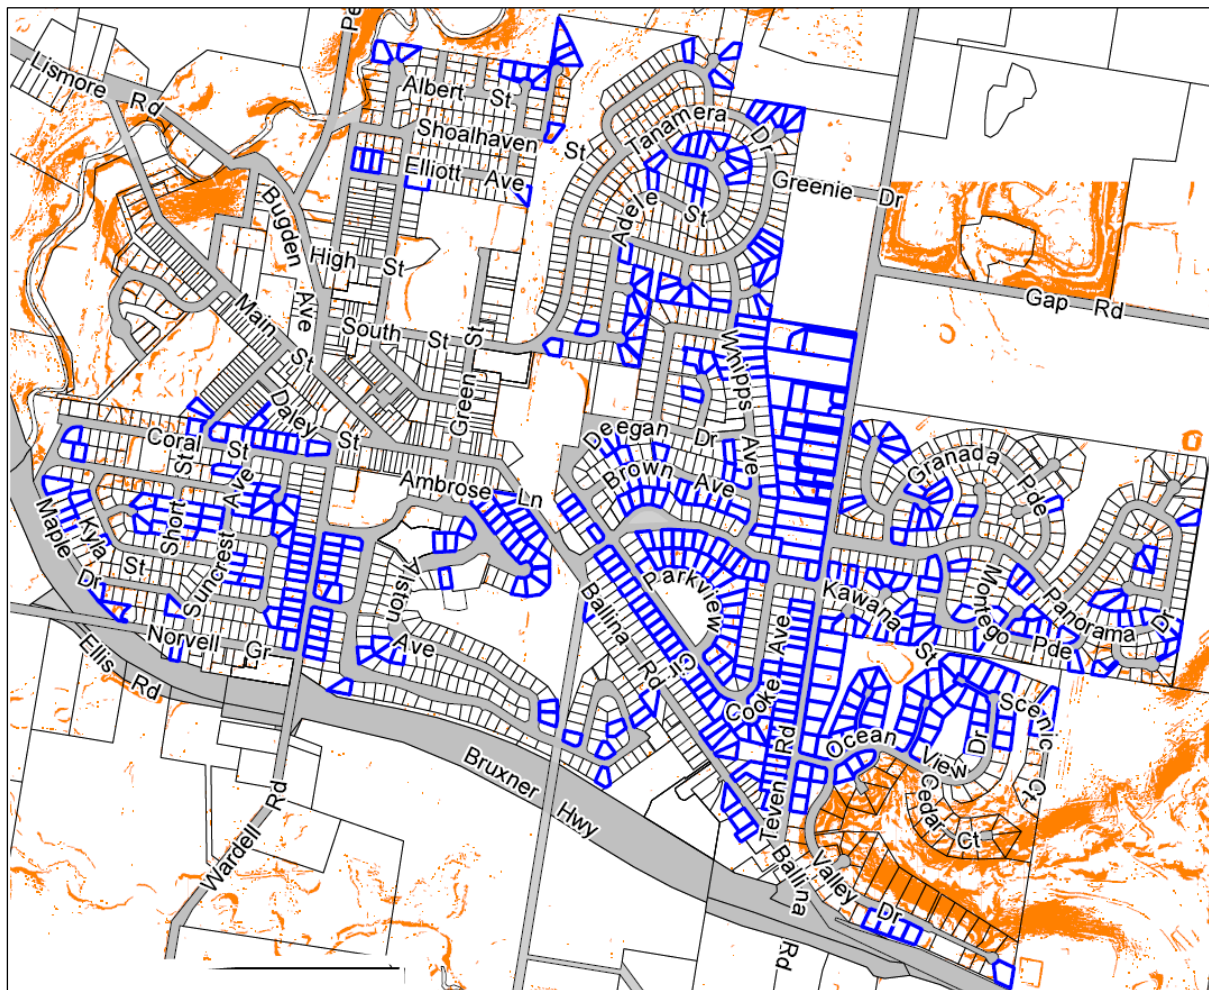 Pe
Lismore Rd
Albert St
Shoalhaven St
Elliott Ave
Tanamera Dr
Greenie Dr
Adele St
Bugden Ave
High St
Gap Rd
Main St
South St
Green St
Whipps Ave
Daley St
Coral St
Deegan Dr
Brown Ave
Granada Pde
Ambrose Ln
Short St
Suncrest Ave
Kyla St
Maple Dr
Alston Ave
Parkview Ci
Kawana St
Montego Pde
Panorama Dr
Ballina Rd
Norvell Gr
Ellis Rd
Cooke Ave
Scenic Ct
Ocean View Dr
Cedar Ct
Bruxner Hwy
Teven Rd
Wardell Rd
Valley Dr
Ballina Rd